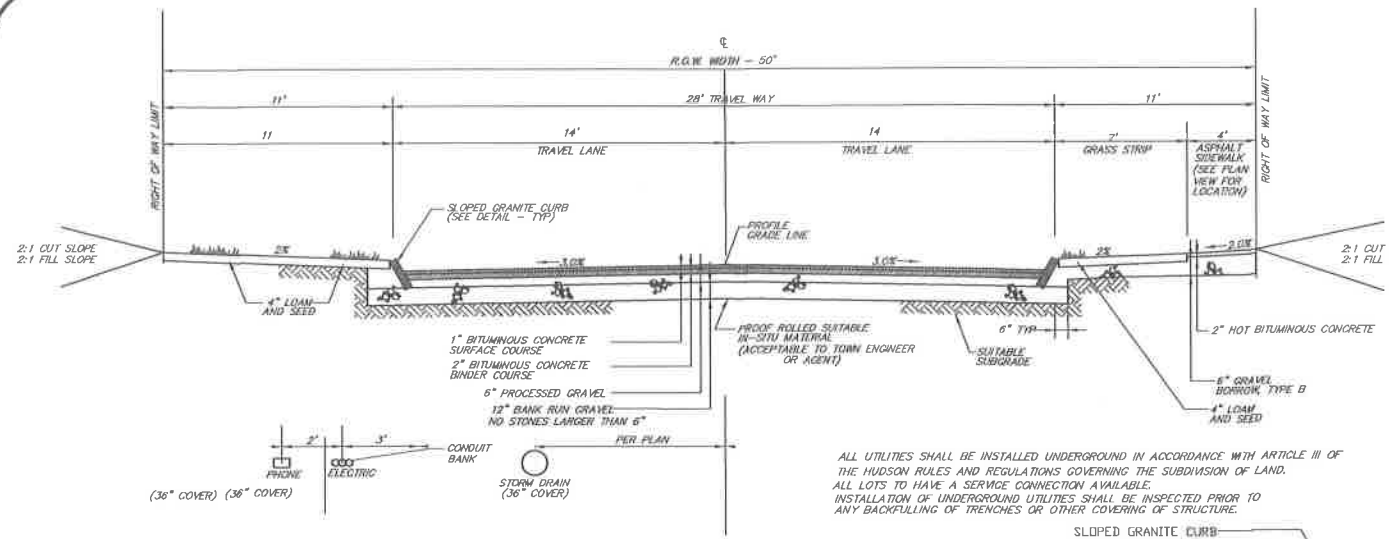 ℄
R.O.W. WIDTH - 50"
11'
28' TRAVEL WAY
11'
11
14'
TRAVEL LANE
14
TRAVEL LANE
7'
GRASS STRIP
4'
ASPHALT
SIDEWALK
(SEE PLAN
VIEW FOR
LOCATION)
RIGHT OF WAY LIMIT
RIGHT OF WAY LIMIT
SLOPED GRANITE CURB
(SEE DETAIL - TYP)
PROFILE
GRADE LINE
2:1 CUT SLOPE
2:1 FILL SLOPE
2%
3.0%
3.0%
2%
2.0%
2:1 CUT
2:1 FILL
4" LOAM
AND SEED
1" BITUMINOUS CONCRETE
SURFACE COURSE
2" BITUMINOUS CONCRETE
BINDER COURSE
6" PROCESSED GRAVEL
12" BANK RUN GRAVEL
NO STONES LARGER THAN 6"
PROOF ROLLED SUITABLE
IN-SITU MATERIAL
(ACCEPTABLE TO TOWN ENGINEER
OR AGENT)
SUITABLE
SUBGRADE
6" TYP
2" HOT BITUMINOUS CONCRETE
6" GRAVEL
BORROW, TYPE B
4" LOAM
AND SEED
2'
3'
CONDUIT
BANK
PHONE
ELECTRIC
(36" COVER) (36" COVER)
PER PLAN
STORM DRAIN
(36" COVER)
ALL UTILITIES SHALL BE INSTALLED UNDERGROUND IN ACCORDANCE WITH ARTICLE III OF
THE HUDSON RULES AND REGULATIONS GOVERNING THE SUBDIVISION OF LAND.
ALL LOTS TO HAVE A SERVICE CONNECTION AVAILABLE.
INSTALLATION OF UNDERGROUND UTILITIES SHALL BE INSPECTED PRIOR TO
ANY BACKFULLING OF TRENCHES OR OTHER COVERING OF STRUCTURE.
SLOPED GRANITE CURB